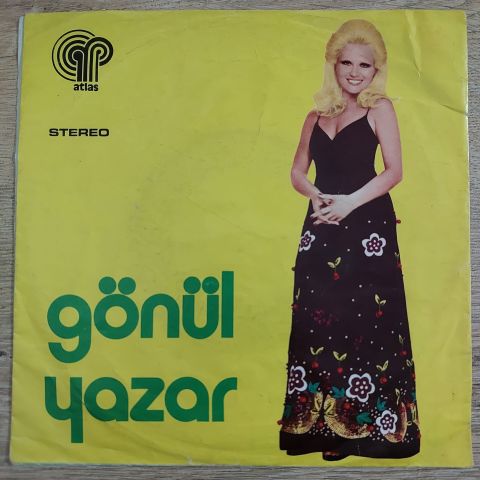 atlas
STEREO
gönül
yazar